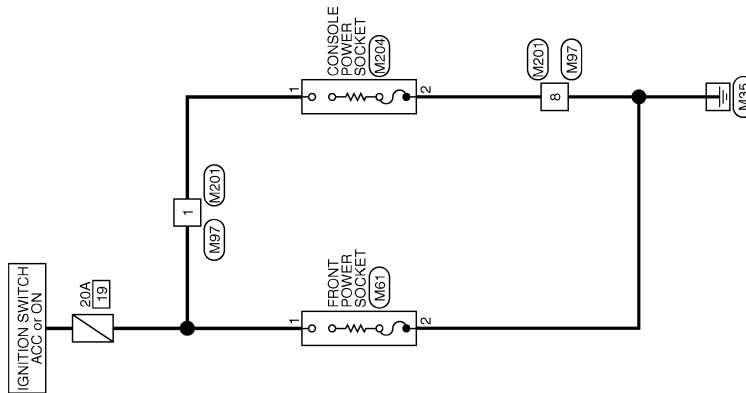 IGNITION SWITCH
ACC or ON
20A
19
1
M97
M201
1
FRONT
POWER
SOCKET
M61
2
1
CONSOLE
POWER
SOCKET
M204
2
M201
8
M97
M35